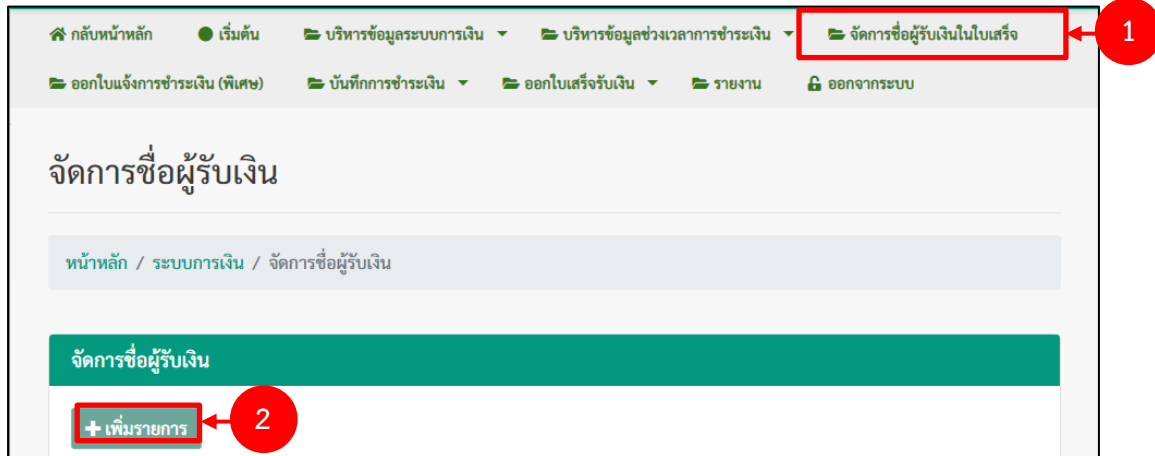 กลับหน้าหลัก เริ่มต้น บริหารข้อมูลระบบการเงิน บริหารข้อมูลช่วงเวลาการชำระเงิน จัดการชื่อผู้รับเงินในใบเสร็จ 1
ออกใบแจ้งการชำระเงิน (พิเศษ) บันทึกการชำระเงิน ออกใบเสร็จรับเงิน รายงาน ออกจากระบบ
จัดการชื่อผู้รับเงิน
หน้าหลัก / ระบบการเงิน / จัดการชื่อผู้รับเงิน
จัดการชื่อผู้รับเงิน
+ เพิ่มรายการ 2